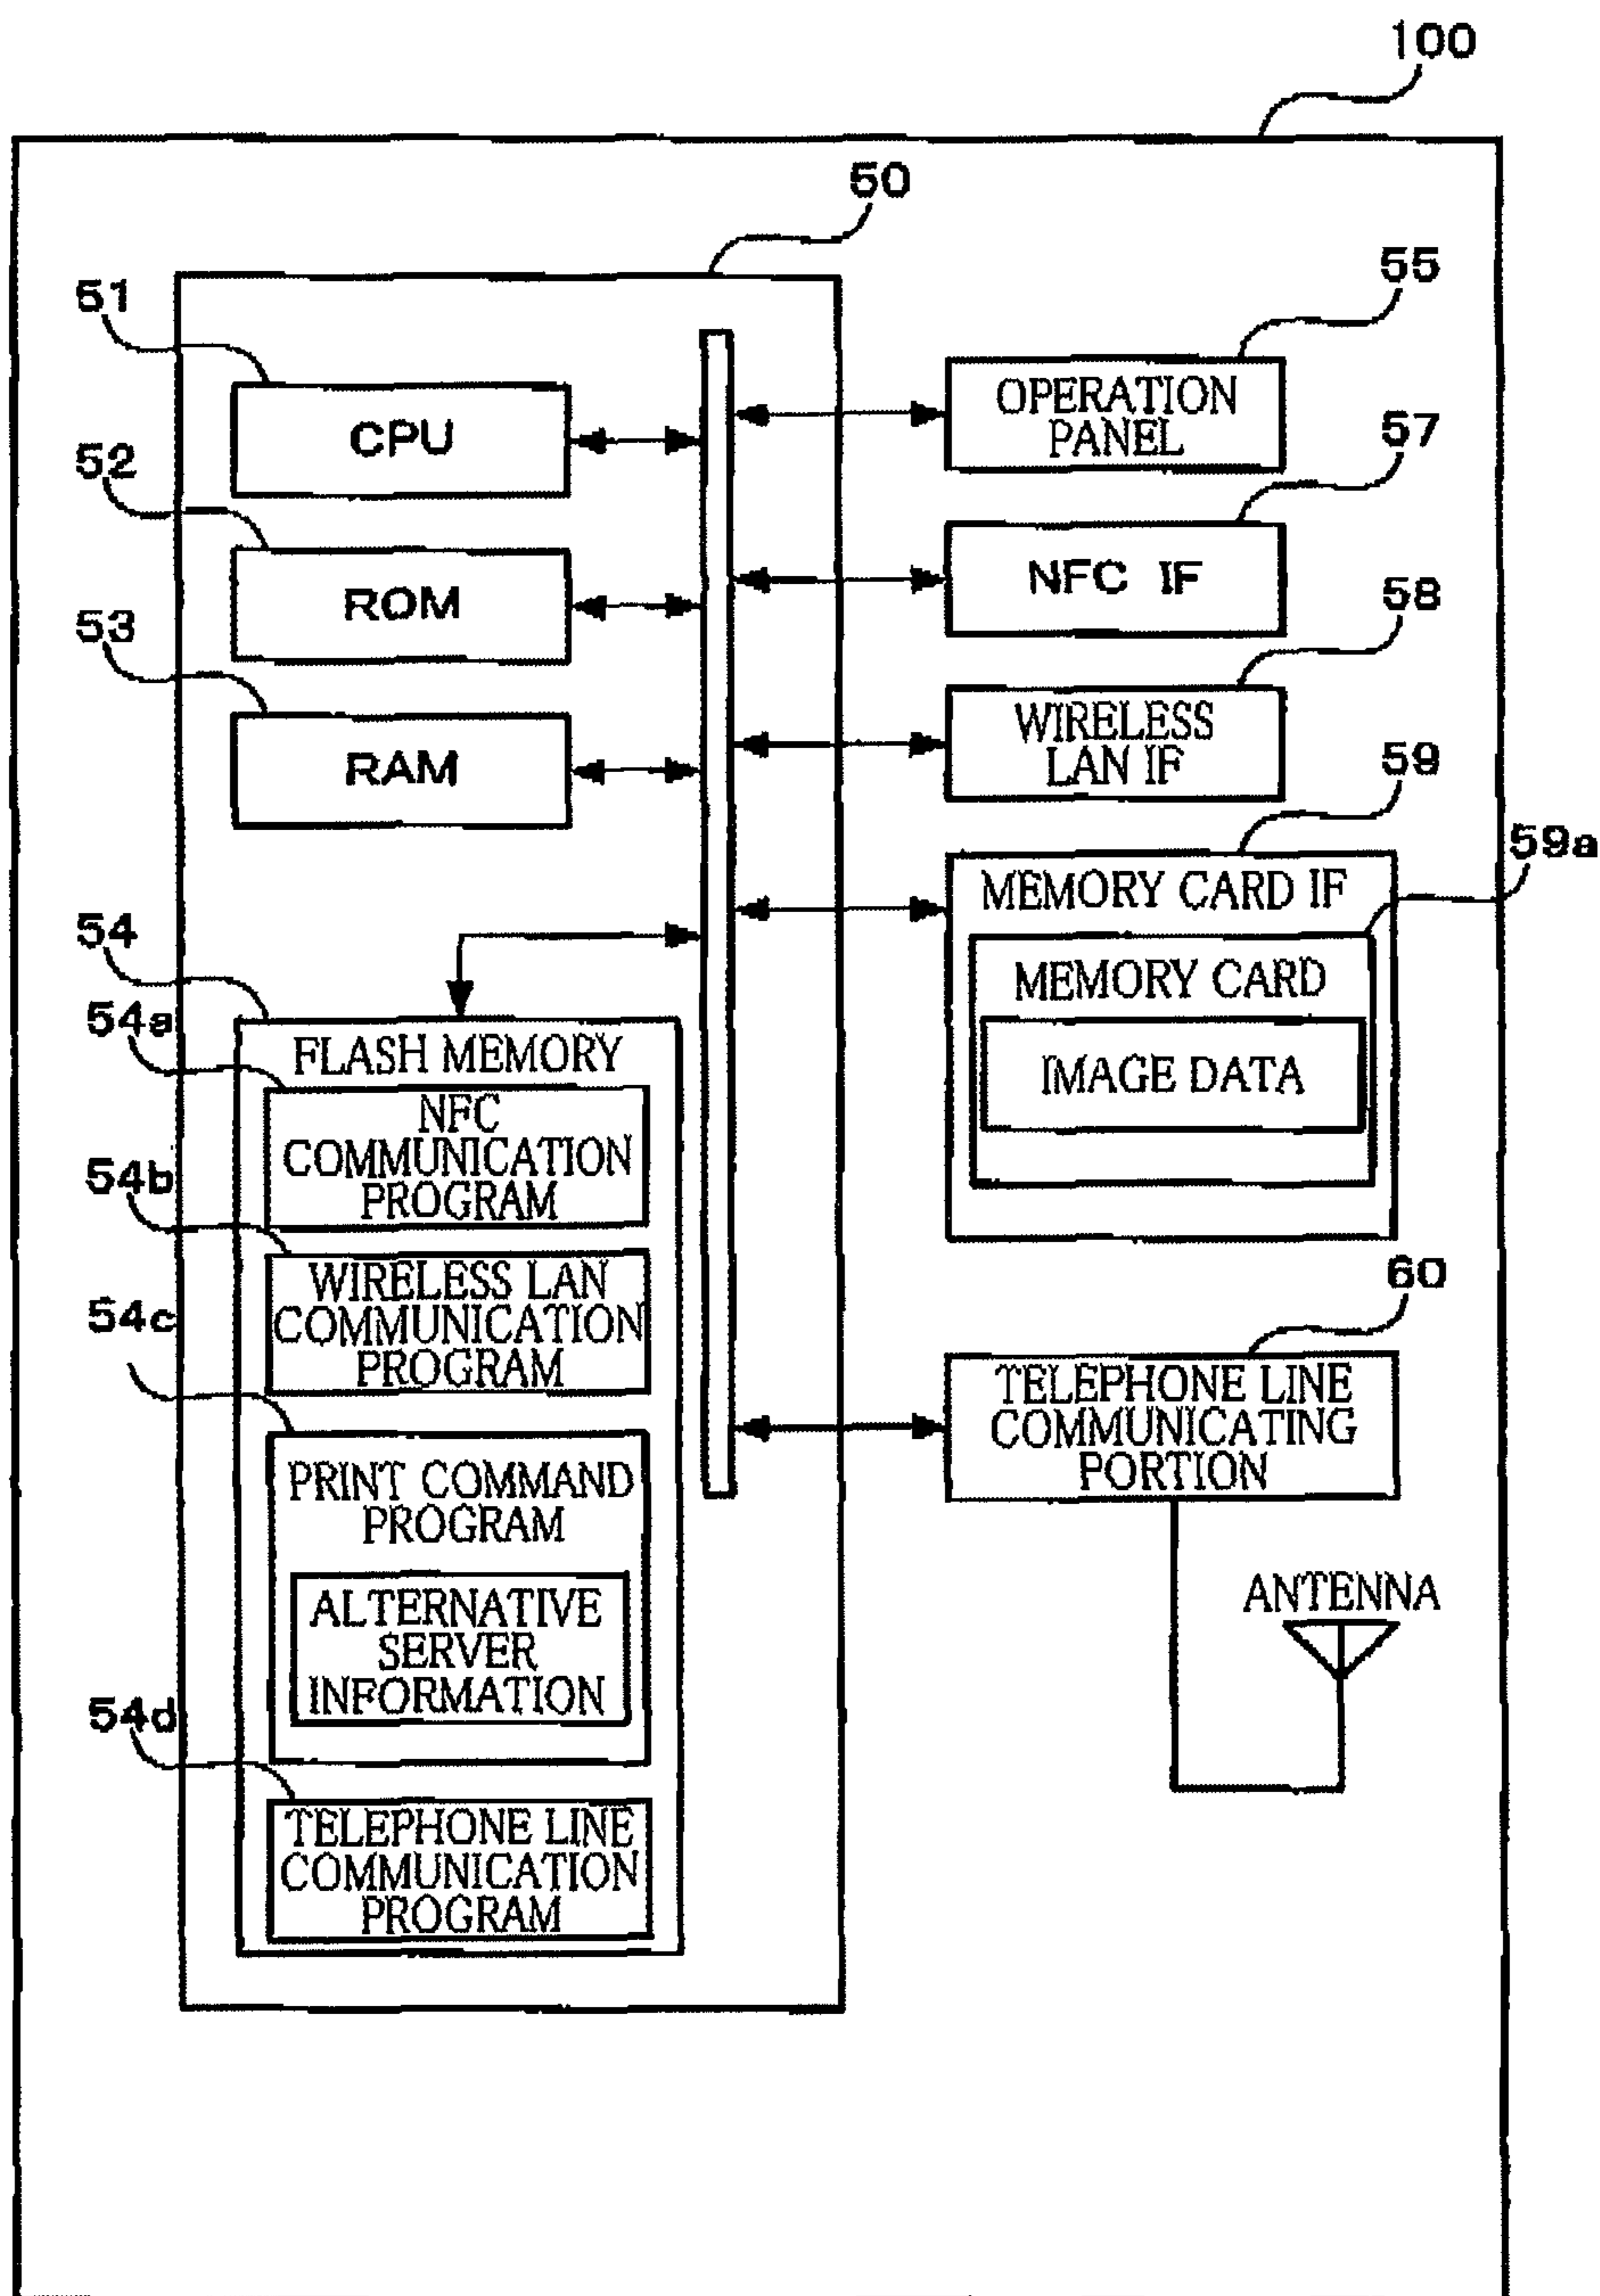 100
50
51
CPU
52
ROM
53
RAM
54
FLASH MEMORY
54a
NFC
COMMUNICATION
PROGRAM
54b
WIRELESS LAN
COMMUNICATION
PROGRAM
54c
PRINT COMMAND
PROGRAM
ALTERNATIVE
SERVER
INFORMATION
54d
TELEPHONE LINE
COMMUNICATION
PROGRAM
55
OPERATION
PANEL
57
NFC IF
58
WIRELESS
LAN IF
59
MEMORY CARD IF
59a
MEMORY CARD
IMAGE DATA
60
TELEPHONE LINE
COMMUNICATING
PORTION
ANTENNA